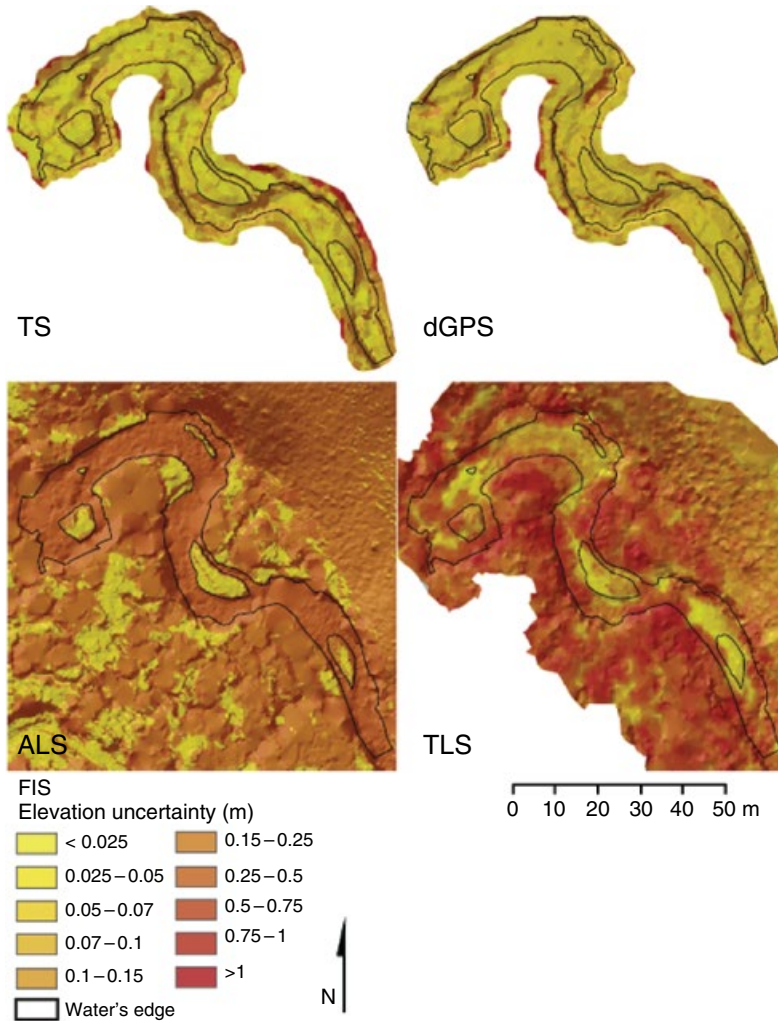 TS
dGPS
ALS
TLS
FIS
Elevation uncertainty (m)
< 0.025
0.025–0.05
0.05–0.07
0.07–0.1
0.1–0.15
Water's edge
0.15–0.25
0.25–0.5
0.5–0.75
0.75–1
>1
N
0 10 20 30 40 50 m